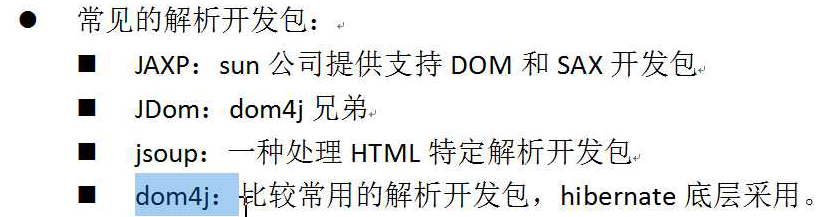 ● 常见的解析开发包：
■ JAXP：sun 公司提供支持 DOM 和 SAX 开发包
■ JDom：dom4j 兄弟
■ jsoup：一种处理 HTML 特定解析开发包
■ dom4j：比较常用的解析开发包，hibernate 底层采用。